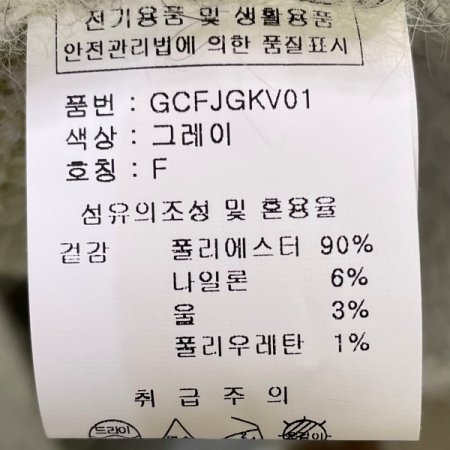 전기용품 및 생활용품
안전관리법에 의한 품질표시
품번 : GCFJGKV01
색상 : 그레이
호칭 : F
섬유의조성 및 혼용율
겉감 폴리에스터 90%
나일론 6%
울 3%
폴리우레탄 1%
취 급 주 의
드라이